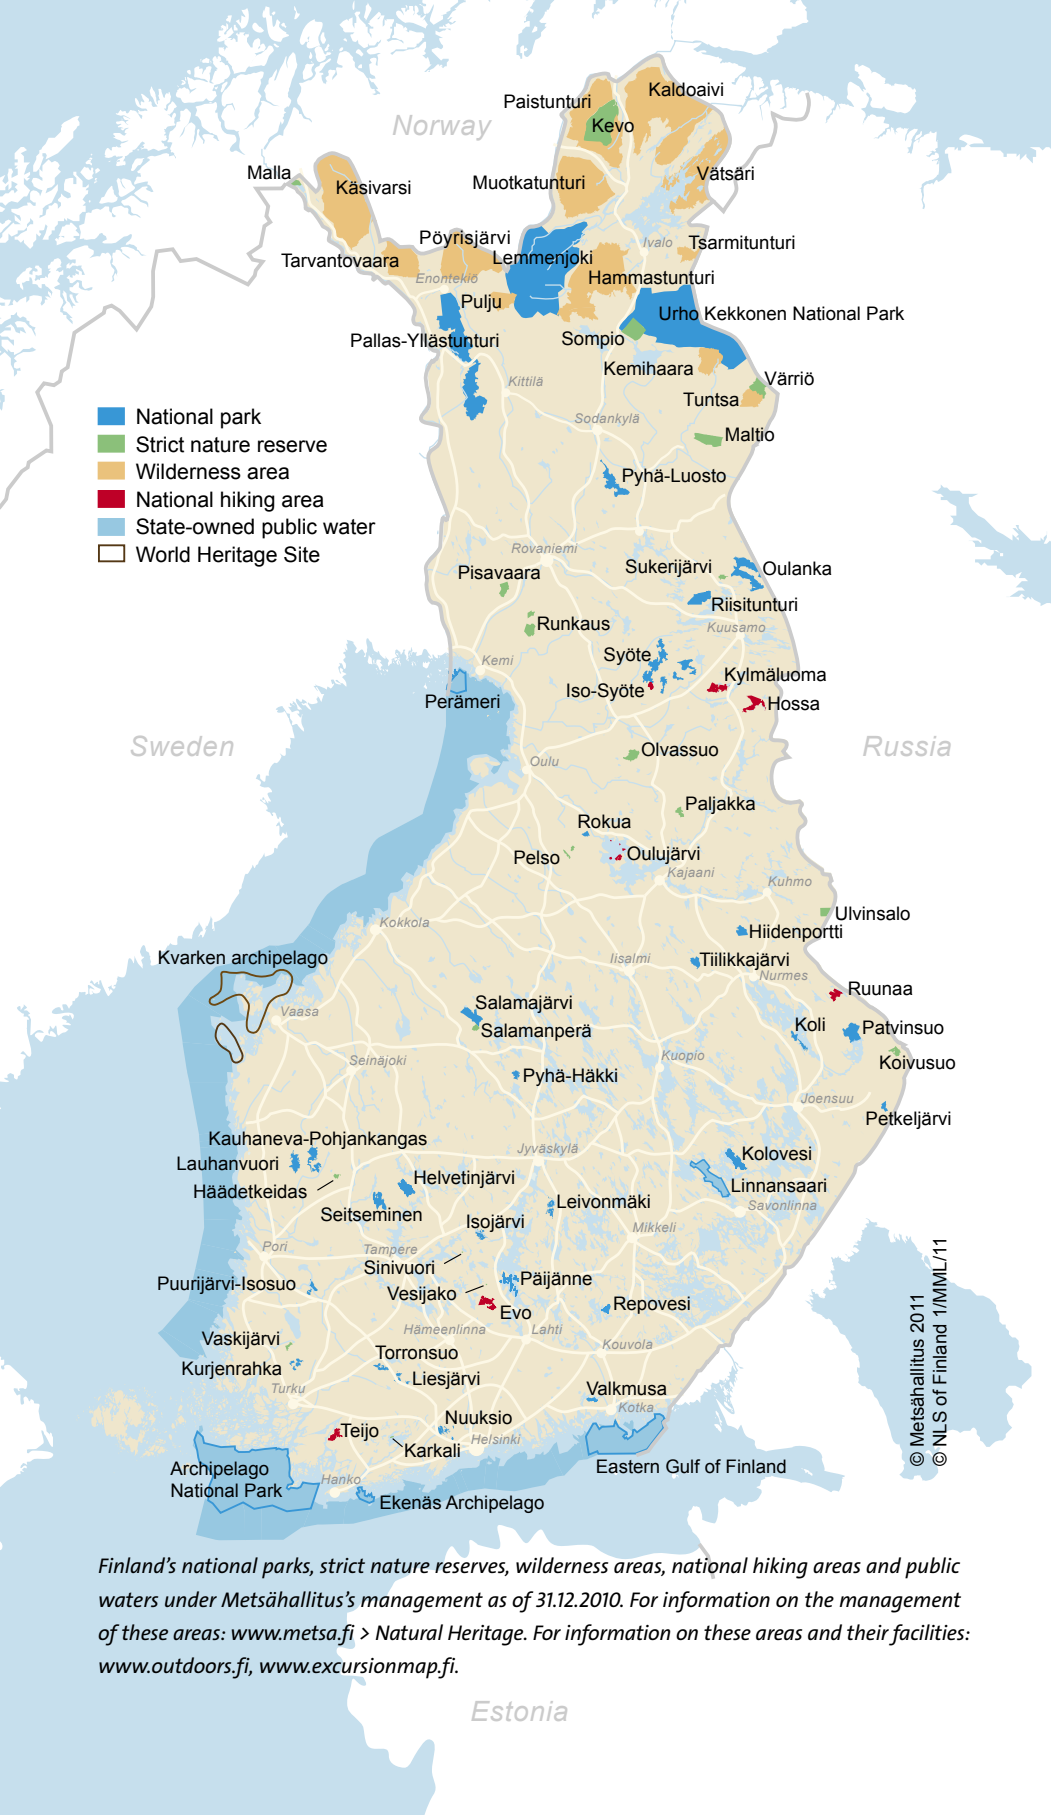 Kaldoaivi
Paistunturi
Kevo
Norway
Malla
Käsivarsi
Muotkatunturi
Vätsäri
Pöyrisjärvi
Ivalo
Tsarmitunturi
Tarvantovaara
Lemmenjoki
Enontekiö
Hammastunturi
Pulju
Urho Kekkonen National Park
Pallas-Yllästunturi
Sompio
Kemihaara
Värriö
Kittilä
Tuntsa
Sodankylä
Maltio
National park
Strict nature reserve
Wilderness area
National hiking area
State-owned public water
World Heritage Site
Pyhä-Luosto
Rovaniemi
Pisavaara
Sukerijärvi
Oulanka
Riisitunturi
Runkaus
Kuusamo
Syöte
Kemi
Kylmäluoma
Iso-Syöte
Perämeri
Hossa
Sweden
Russia
Olvassuo
Oulu
Paljakka
Rokua
Pelso
Oulujärvi
Kajaani
Kuhmo
Ulvinsalo
Kokkola
Hiidenportti
Kvarken archipelago
Iisalmi
Tiilikkajärvi
Nurmes
Ruunaa
Salamajärvi
Vaasa
Koli
Patvinsuo
Salamanperä
Seinäjoki
Kuopio
Koivusuo
Pyhä-Häkki
Joensuu
Petkeljärvi
Kauhaneva-Pohjankangas
Jyväskylä
Kolovesi
Lauhanvuori
Helvetinjärvi
Linnansaari
Häädetkeidas
Leivonmäki
Savonlinna
Seitseminen
Isojärvi
Mikkeli
Pori
Tampere
Sinivuori
Puurijärvi-Isosuo
Vesijako
Päijänne
Evo
Repovesi
Hämeenlinna
Lahti
Vaskijärvi
Kouvola
Torronsuo
Kurjenrahka
Liesjärvi
Turku
Valkmusa
Kotka
Nuuksio
Teijo
Helsinki
Karkali
Archipelago
National Park
Hanko
Eastern Gulf of Finland
Ekenäs Archipelago
© Metsähallitus 2011
© NLS of Finland 1/MML/11
Finland's national parks, strict nature reserves, wilderness areas, national hiking areas and public
waters under Metsähallitus's management as of 31.12.2010. For information on the management
of these areas: www.metsa.fi > Natural Heritage. For information on these areas and their facilities:
www.outdoors.fi, www.excursionmap.fi.
Estonia